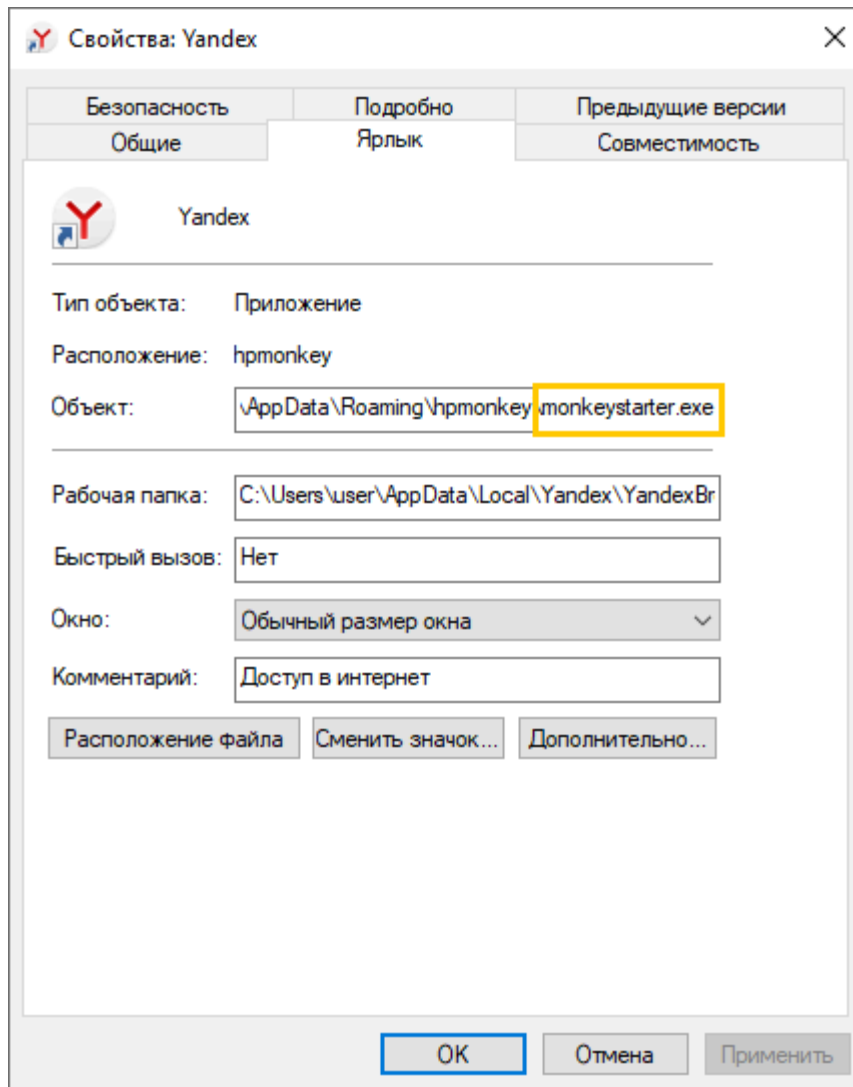 Свойства: Yandex
Безопасность Подробно Предыдущие версии
Общие Ярлык Совместимость
Yandex
Тип объекта: Приложение
Расположение: hpmonkey
Объект: \AppData\Roaming\hpmonkey\monkeystarter.exe
Рабочая папка: C:\Users\user\AppData\Local\Yandex\YandexBr
Быстрый вызов: Нет
Окно: Обычный размер окна
Комментарий: Доступ в интернет
Расположение файла Сменить значок... Дополнительно...
OK Отмена Применить